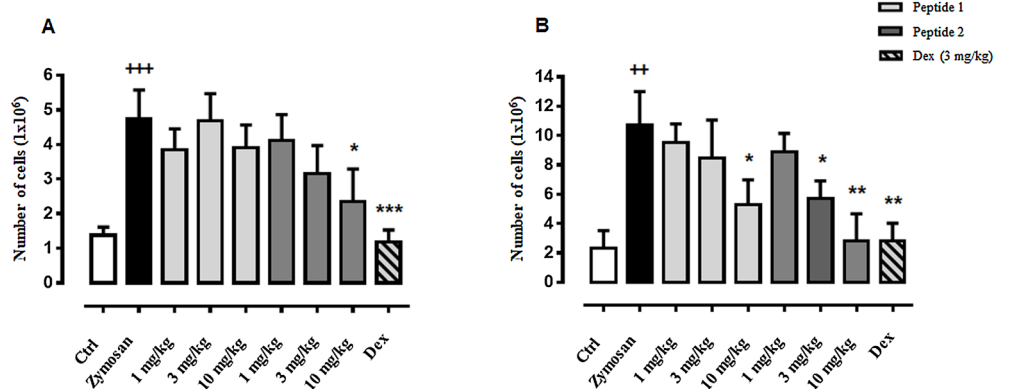 A
B
Peptide 1
Peptide 2
Dex (3 mg/kg)
Number of cells (1x10⁶)
6
5
4
3
2
1
0
+++
*
***
Ctrl
Zymosan
1 mg/kg
3 mg/kg
10 mg/kg
1 mg/kg
3 mg/kg
10 mg/kg
Dex
Number of cells (1x10⁶)
14
12
10
8
6
4
2
0
++
*
*
**
**
Ctrl
Zymosan
1 mg/kg
3 mg/kg
10 mg/kg
1 mg/kg
3 mg/kg
10 mg/kg
Dex